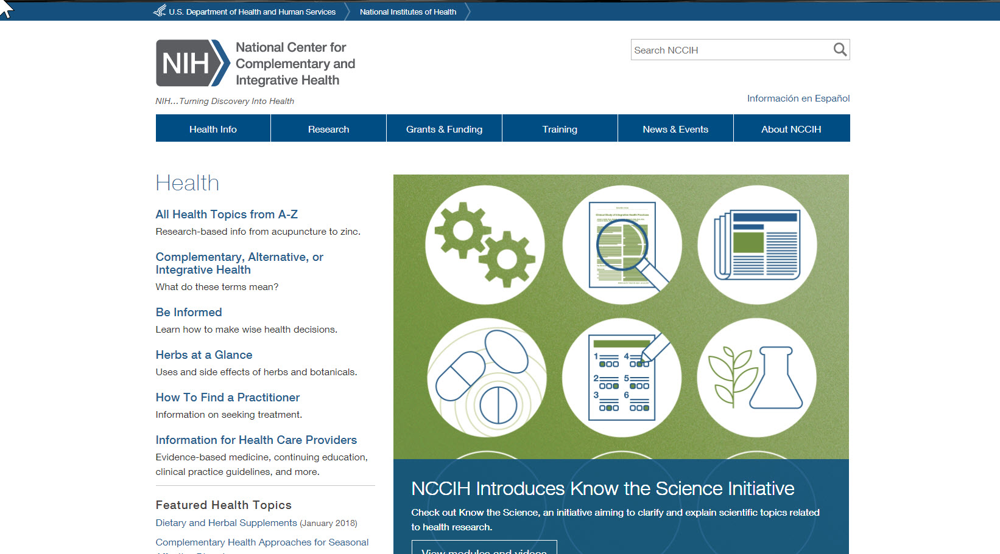 U.S. Department of Health and Human Services
National Institutes of Health
NIH
National Center for
Complementary and
Integrative Health
NIH...Turning Discovery Into Health
Search NCCIH
Información en Español
Health Info
Research
Grants & Funding
Training
News & Events
About NCCIH
Health
All Health Topics from A-Z
Research-based info from acupuncture to zinc.
Complementary, Alternative, or
Integrative Health
What do these terms mean?
Be Informed
Learn how to make wise health decisions.
Herbs at a Glance
Uses and side effects of herbs and botanicals.
How To Find a Practitioner
Information on seeking treatment.
Information for Health Care Providers
Evidence-based medicine, continuing education,
clinical practice guidelines, and more.
Featured Health Topics
Dietary and Herbal Supplements (January 2018)
Complementary Health Approaches for Seasonal
Clinical Study of Integrative Health Practices
1 4
2 5
3 6
NCCIH Introduces Know the Science Initiative
Check out Know the Science, an initiative aiming to clarify and explain scientific topics related
to health research.
View modules and videos